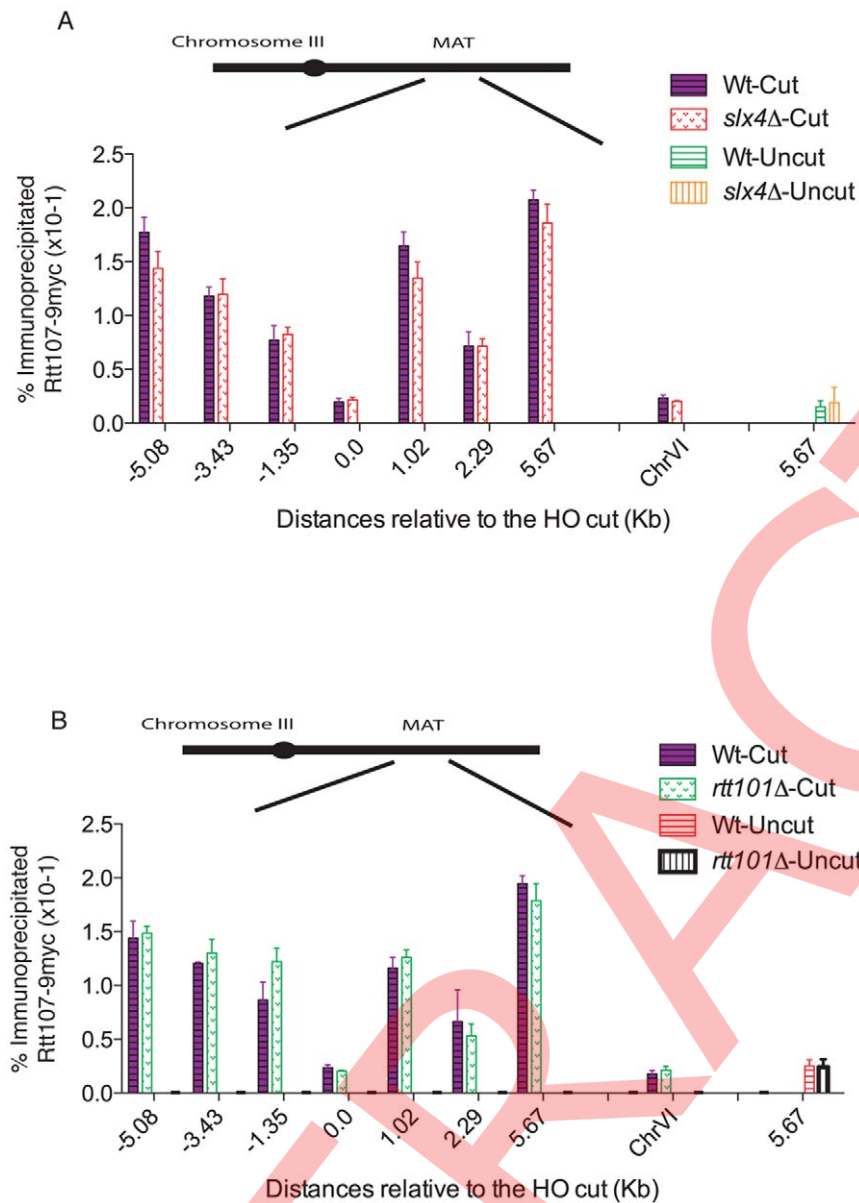 A
Chromosome III
MAT
Wt-Cut
slx4Δ-Cut
Wt-Uncut
slx4Δ-Uncut
% Immunoprecipitated
Rtt107-9myc (x10-1)
2.5
2.0
1.5
1.0
0.5
0.0
-5.08
-3.43
-1.35
0.0
1.02
2.29
5.67
ChrVI
5.67
Distances relative to the HO cut (Kb)
B
Chromosome III
MAT
Wt-Cut
rtt101Δ-Cut
Wt-Uncut
rtt101Δ-Uncut
% Immunoprecipitated
Rtt107-9myc (x10-1)
2.5
2.0
1.5
1.0
0.5
0.0
-5.08
-3.43
-1.35
0.0
1.02
2.29
5.67
ChrVI
5.67
Distances relative to the HO cut (Kb)